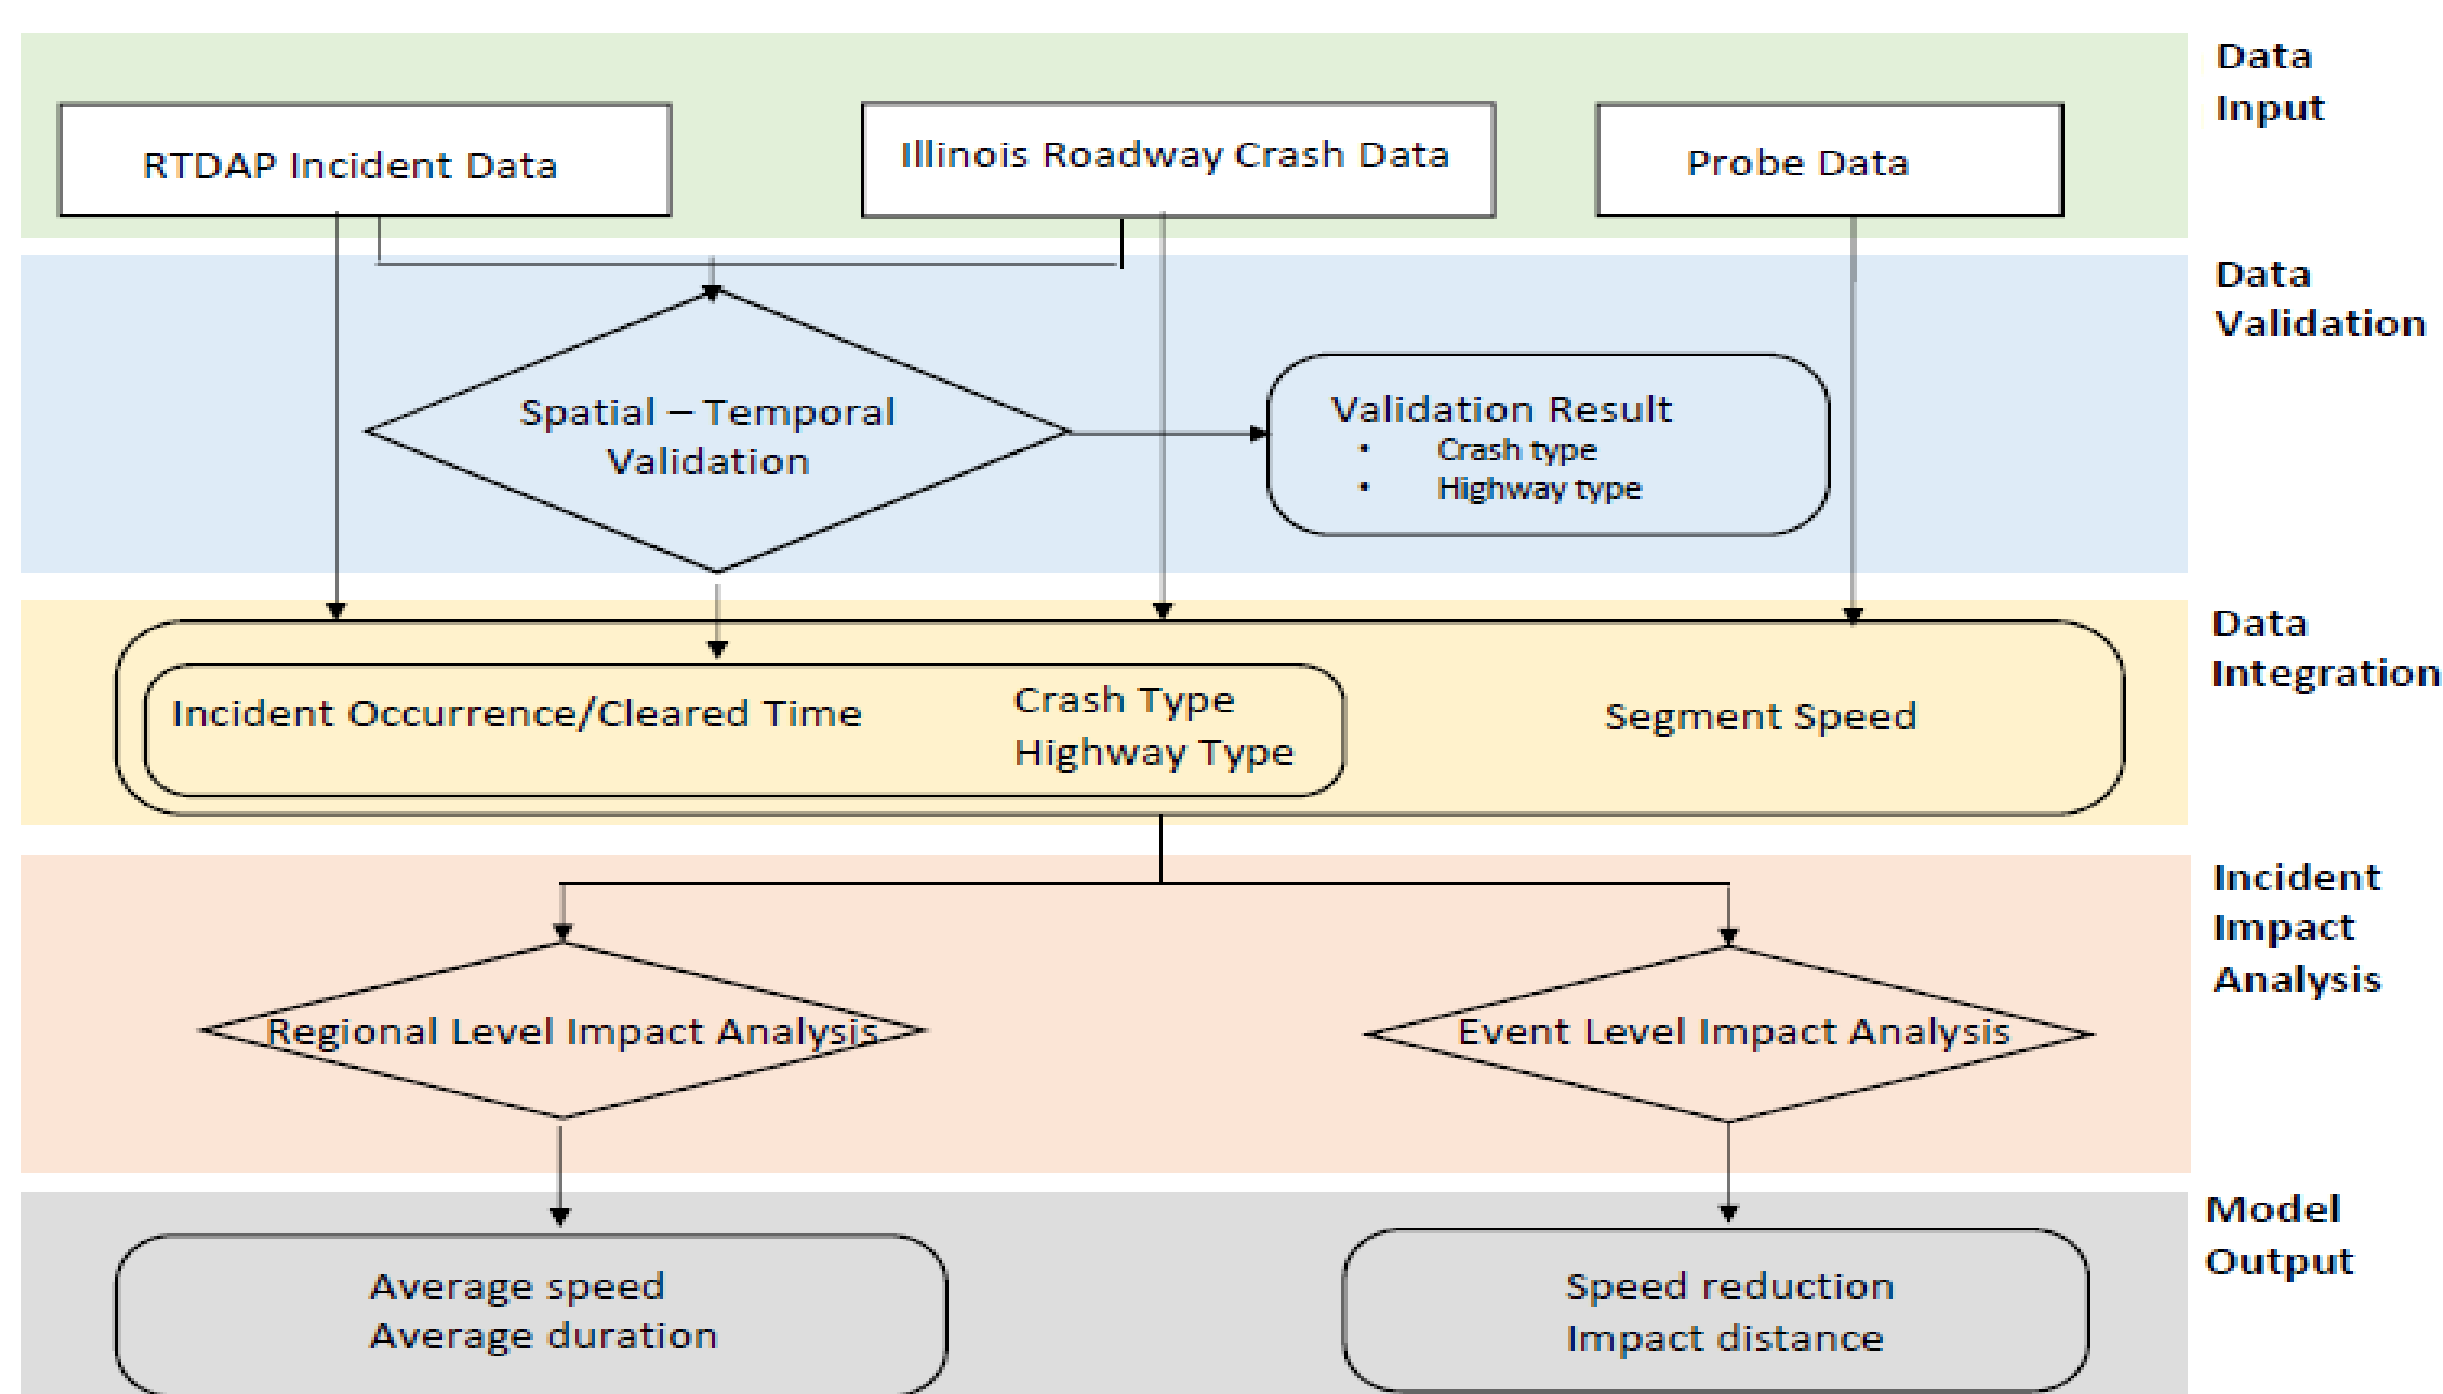 Data
Input
RTDAP Incident Data
Illinois Roadway Crash Data
Probe Data
Data
Validation
Spatial – Temporal
Validation
Validation Result
• Crash type
• Highway type
Data
Integration
Incident Occurrence/Cleared Time
Crash Type
Highway Type
Segment Speed
Incident
Impact
Analysis
Regional Level Impact Analysis
Event Level Impact Analysis
Model
Output
Average speed
Average duration
Speed reduction
Impact distance